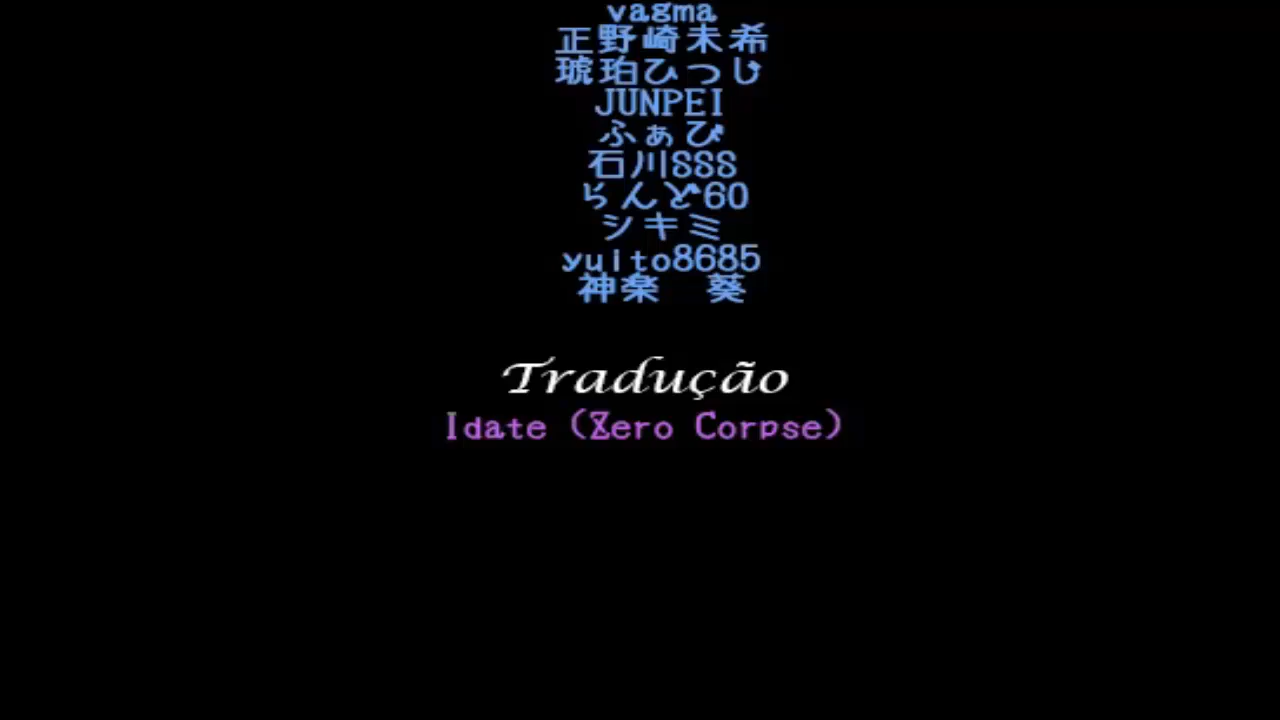 vagma
正野崎未希
琥珀ひつじ
JUNPEI
ふぁび
石川SSS
らんど60
シキミ
yuito8685
神楽　葵
Tradução
Idate (Zero Corpse)